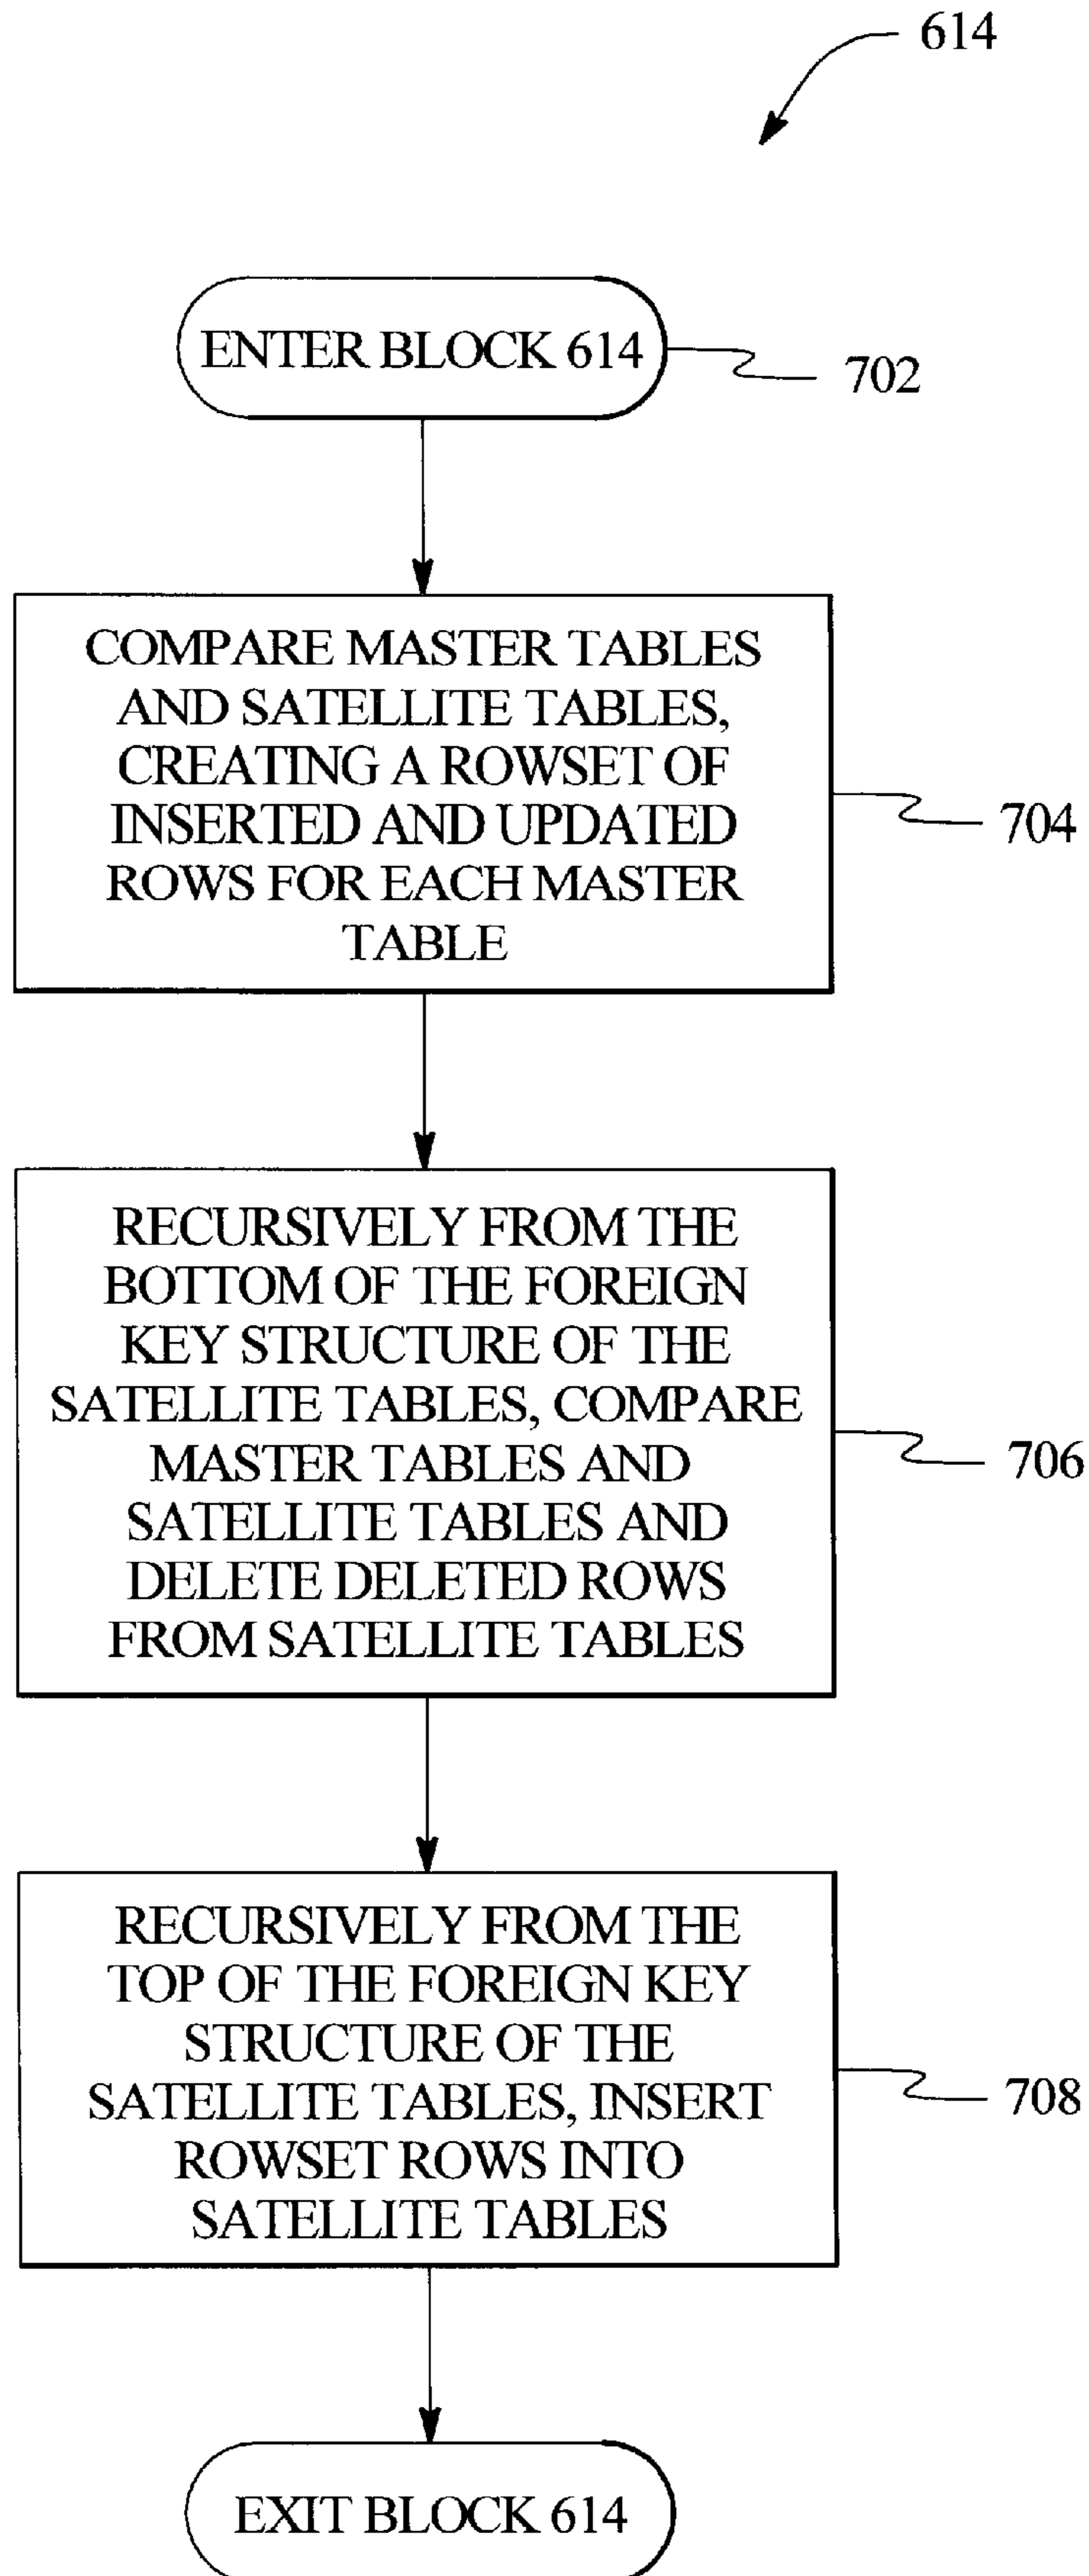 614
ENTER BLOCK 614
702
COMPARE MASTER TABLES
AND SATELLITE TABLES,
CREATING A ROWSET OF
INSERTED AND UPDATED
ROWS FOR EACH MASTER
TABLE
704
RECURSIVELY FROM THE
BOTTOM OF THE FOREIGN
KEY STRUCTURE OF THE
SATELLITE TABLES, COMPARE
MASTER TABLES AND
SATELLITE TABLES AND
DELETE DELETED ROWS
FROM SATELLITE TABLES
706
RECURSIVELY FROM THE
TOP OF THE FOREIGN KEY
STRUCTURE OF THE
SATELLITE TABLES, INSERT
ROWSET ROWS INTO
SATELLITE TABLES
708
EXIT BLOCK 614